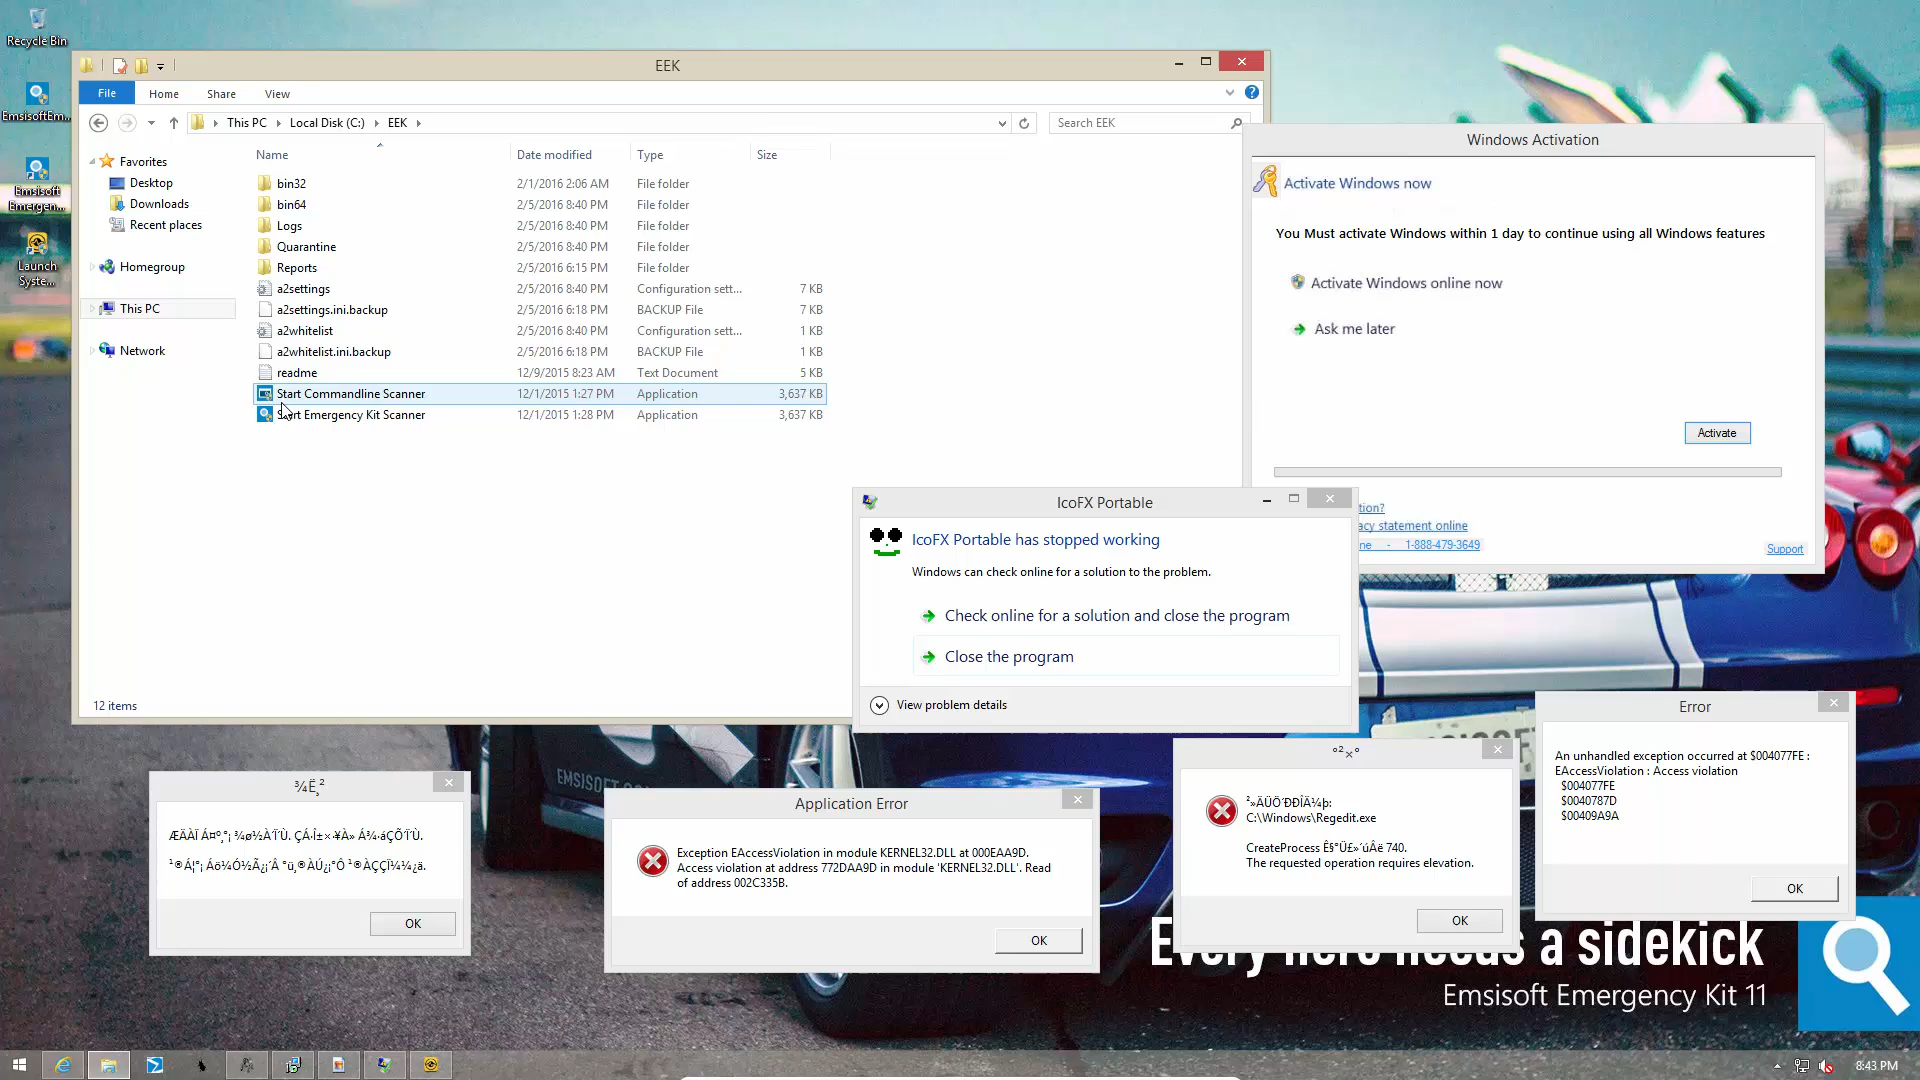 Recycle Bin
EmsisoftEm...
Emsisoft
Emergen...
Launch
Syste...
EEK
File
Home
Share
View
This PC
Local Disk (C:)
EEK
Search EEK
Favorites
Desktop
Downloads
Recent places
Homegroup
This PC
Network
Name Date modified Type Size
bin32 2/1/2016 2:06 AM File folder
bin64 2/5/2016 8:40 PM File folder
Logs 2/5/2016 8:40 PM File folder
Quarantine 2/5/2016 8:40 PM File folder
Reports 2/5/2016 6:15 PM File folder
a2settings 2/5/2016 8:40 PM Configuration sett... 7 KB
a2settings.ini.backup 2/5/2016 6:18 PM BACKUP File 7 KB
a2whitelist 2/5/2016 8:40 PM Configuration sett... 1 KB
a2whitelist.ini.backup 2/5/2016 6:18 PM BACKUP File 1 KB
readme 12/9/2015 8:23 AM Text Document 5 KB
Start Commandline Scanner 12/1/2015 1:27 PM Application 3,637 KB
Start Emergency Kit Scanner 12/1/2015 1:28 PM Application 3,637 KB
12 items
Windows Activation
Activate Windows now
You Must activate Windows within 1 day to continue using all Windows features
Activate Windows online now
Ask me later
Activate
tion?
acy statement online
ne - 1-888-479-3649
Support
IcoFX Portable
IcoFX Portable has stopped working
Windows can check online for a solution to the problem.
Check online for a solution and close the program
Close the program
View problem details
OK
Application Error
Exception EAccessViolation in module KERNEL32.DLL at 000EAA9D.
Access violation at address 772DAA9D in module 'KERNEL32.DLL'. Read
of address 002C335B.
OK
°²×°
C:\Windows\Regedit.exe
CreateProcess 740.
The requested operation requires elevation.
OK
Error
An unhandled exception occurred at $004077FE :
EAccessViolation : Access violation
$004077FE
$0040787D
$00409A9A
OK
EMSISOFT.CO
Every hero needs a sidekick
Emsisoft Emergency Kit 11
8:43 PM